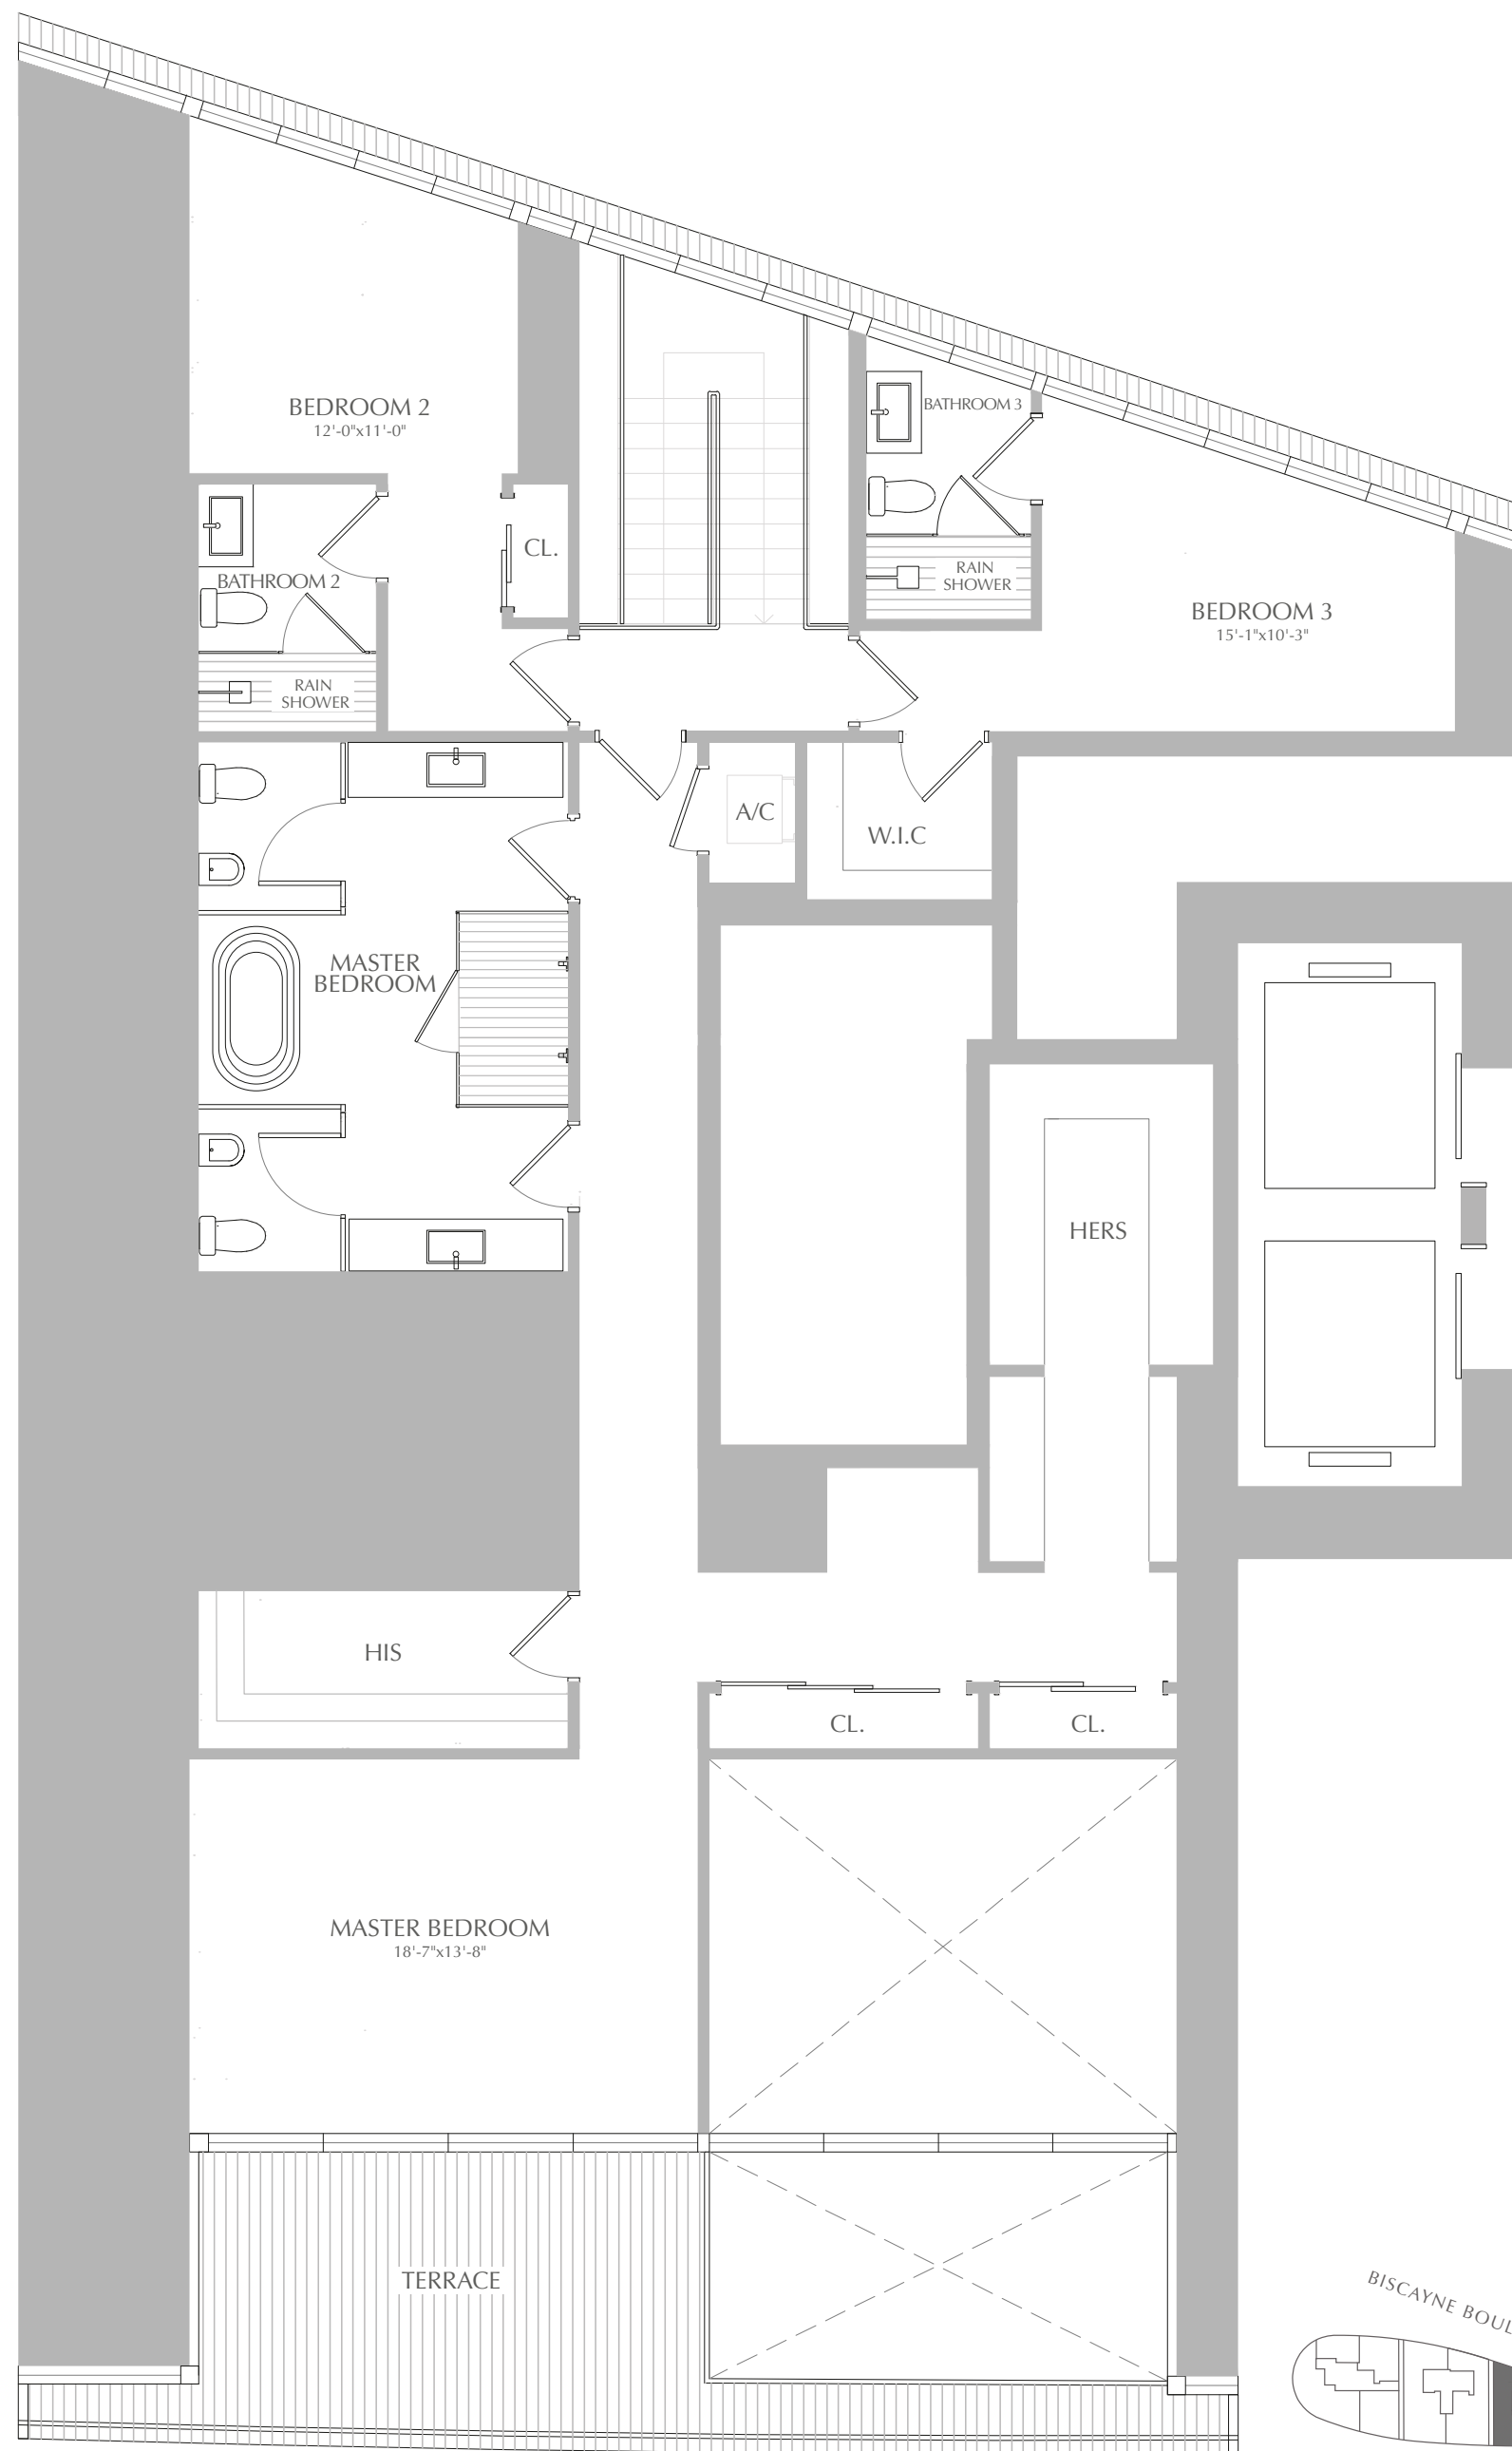 BEDROOM 2
12'-0"x11'-0"
BATHROOM 3
CL.
BATHROOM 2
RAIN
SHOWER
BEDROOM 3
15'-1"x10'-3"
RAIN
SHOWER
A/C
W.I.C
MASTER
BEDROOM
HERS
HIS
CL.
CL.
MASTER BEDROOM
18'-7"x13'-8"
TERRACE
BISCAYNE BOUL